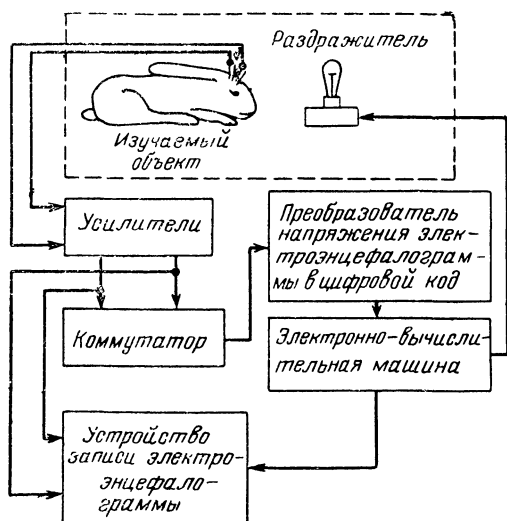 Раздражитель
Изучаемый
объект
Усилители
Преобразователь
напряжения элек-
троэнцефалограм-
мы в цифровой код
Коммутатор
Электронно-вычисли-
тельная машина
Устройство
записи электро-
энцефало-
граммы